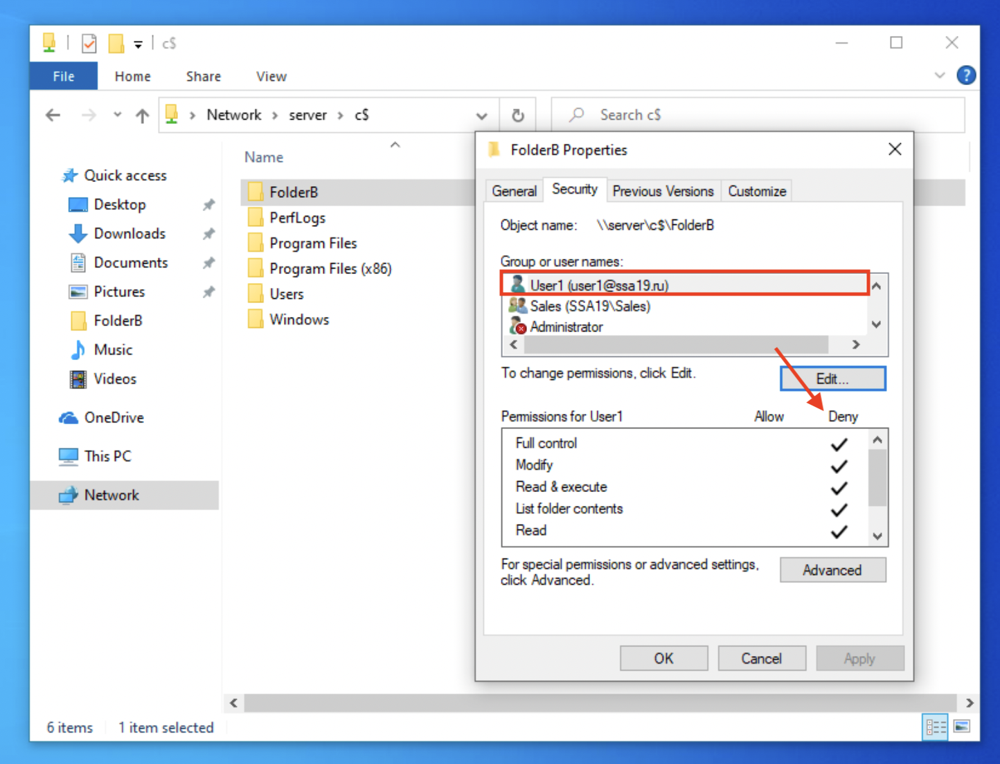 c$
File Home Share View
Network server c$ Search c$
Quick access
Desktop
Downloads
Documents
Pictures
FolderB
Music
Videos
OneDrive
This PC
Network
Name
FolderB
PerfLogs
Program Files
Program Files (x86)
Users
Windows
FolderB Properties
General Security Previous Versions Customize
Object name: \\server\c$\FolderB
Group or user names:
User1 (user1@ssa19.ru)
Sales (SSA19\Sales)
Administrator
To change permissions, click Edit.
Edit...
Permissions for User1 Allow Deny
Full control
Modify
Read & execute
List folder contents
Read
For special permissions or advanced settings,
click Advanced.
Advanced
OK Cancel Apply
6 items 1 item selected